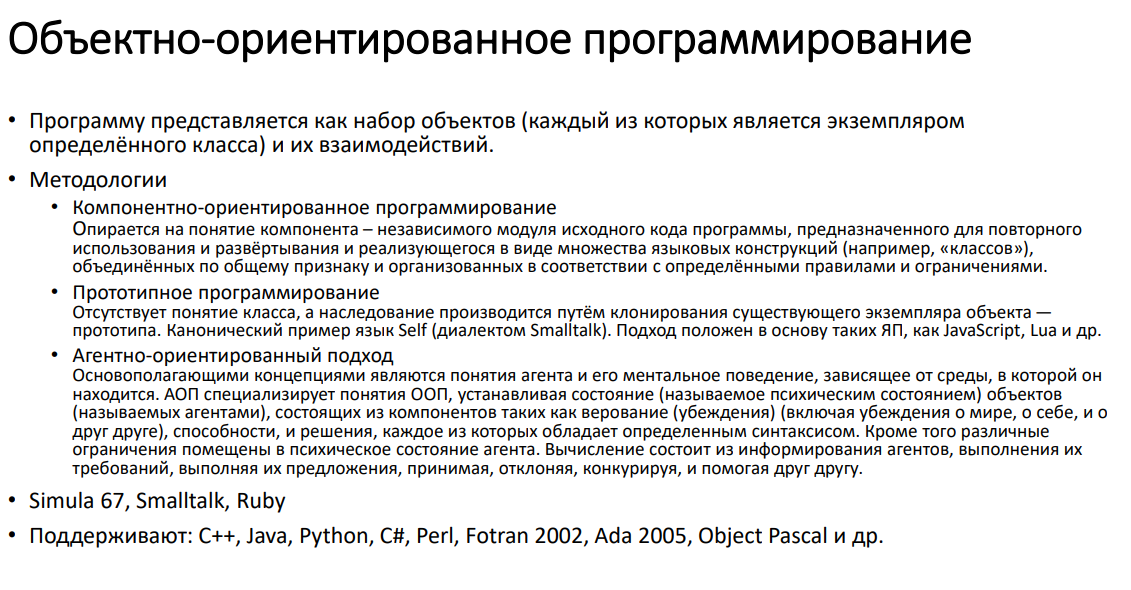 Объектно-ориентированное программирование
• Программу представляется как набор объектов (каждый из которых является экземпляром
определённого класса) и их взаимодействий.
• Методологии
• Компонентно-ориентированное программирование
Опирается на понятие компонента – независимого модуля исходного кода программы, предназначенного для повторного
использования и развёртывания и реализующегося в виде множества языковых конструкций (например, «классов»),
объединённых по общему признаку и организованных в соответствии с определёнными правилами и ограничениями.
• Прототипное программирование
Отсутствует понятие класса, а наследование производится путём клонирования существующего экземпляра объекта —
прототипа. Канонический пример язык Self (диалектом Smalltalk). Подход положен в основу таких ЯП, как JavaScript, Lua и др.
• Агентно-ориентированный подход
Основополагающими концепциями являются понятия агента и его ментальное поведение, зависящее от среды, в которой он
находится. АОП специализирует понятия ООП, устанавливая состояние (называемое психическим состоянием) объектов
(называемых агентами), состоящих из компонентов таких как верование (убеждения) (включая убеждения о мире, о себе, и о
друг друге), способности, и решения, каждое из которых обладает определенным синтаксисом. Кроме того различные
ограничения помещены в психическое состояние агента. Вычисление состоит из информирования агентов, выполнения их
требований, выполняя их предложения, принимая, отклоняя, конкурируя, и помогая друг другу.
• Simula 67, Smalltalk, Ruby
• Поддерживают: C++, Java, Python, C#, Perl, Fotran 2002, Ada 2005, Object Pascal и др.